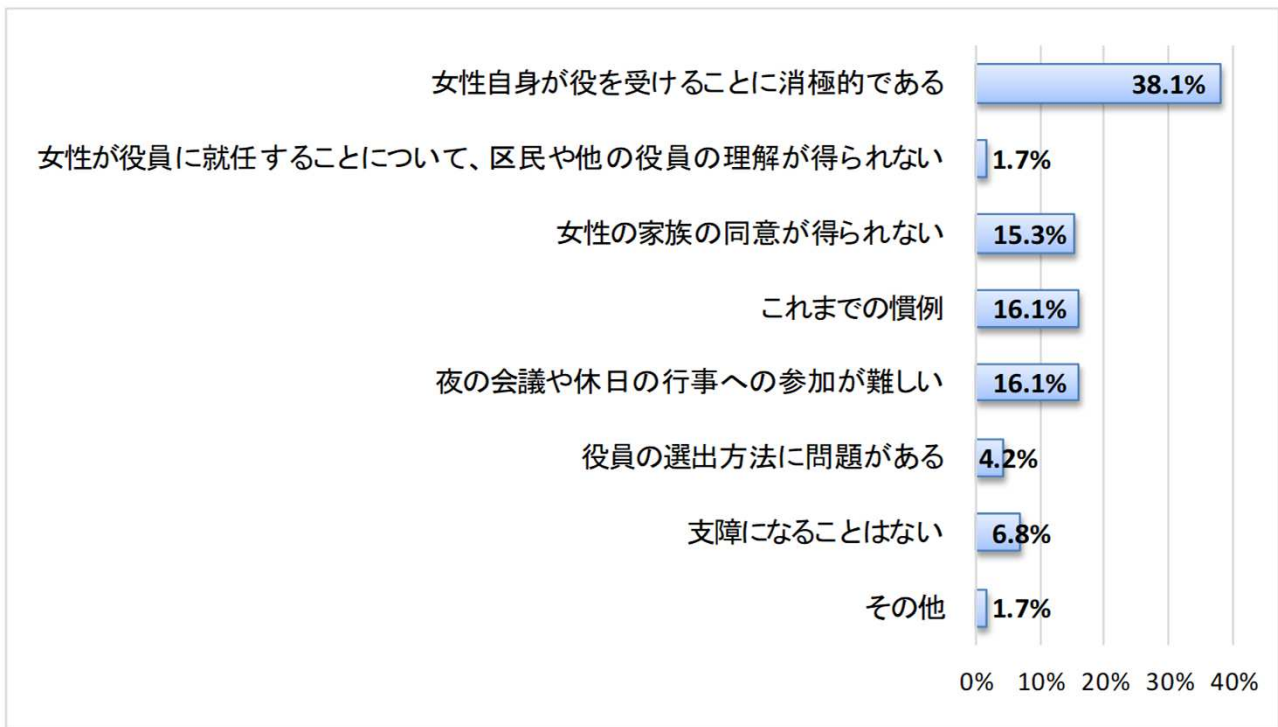 女性自身が役を受けることに消極的である 38.1%
女性が役員に就任することについて、区民や他の役員の理解が得られない 1.7%
女性の家族の同意が得られない 15.3%
これまでの慣例 16.1%
夜の会議や休日の行事への参加が難しい 16.1%
役員の選出方法に問題がある 4.2%
支障になることはない 6.8%
その他 1.7%
0% 10% 20% 30% 40%